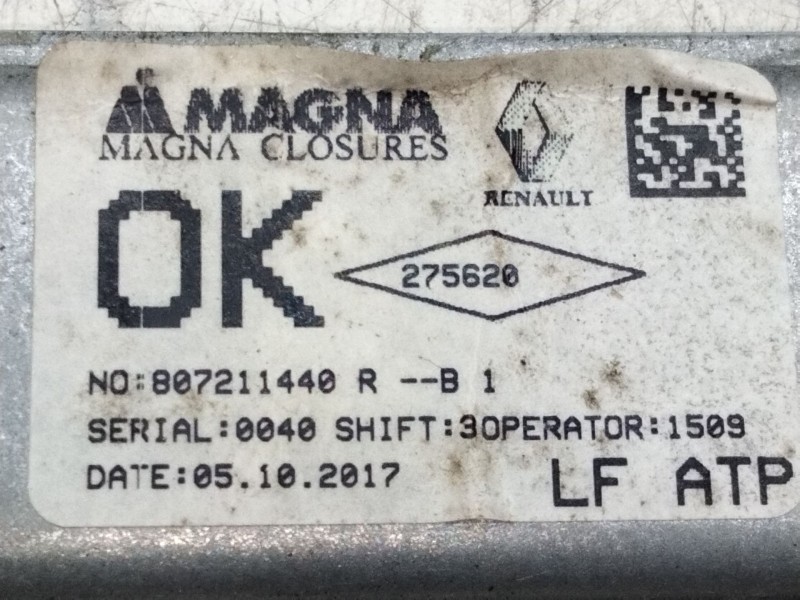 MAGNA
MAGNA CLOSURES
RENAULT
OK
275620
NO:807211440 R --B 1
SERIAL:0040 SHIFT:3OPERATOR:1509
DATE:05.10.2017
LF ATP